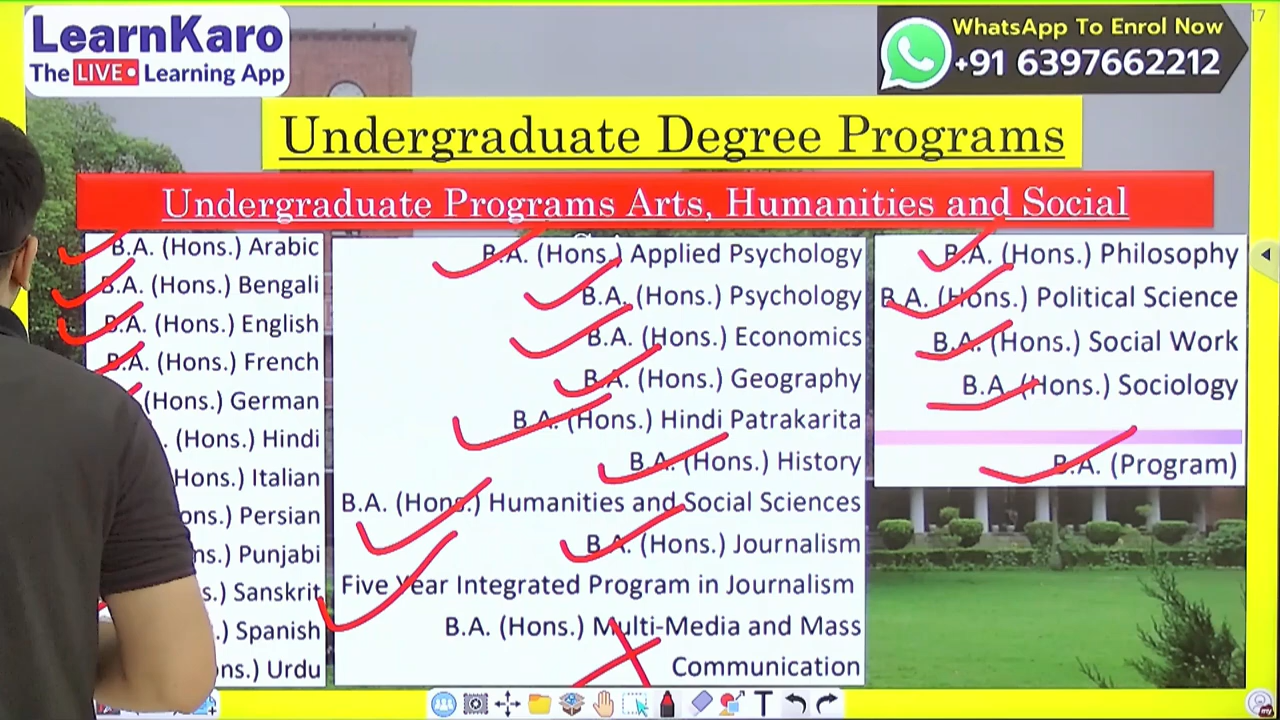 LearnKaro
The LIVE Learning App
WhatsApp To Enrol Now
+91 6397662212
17
Undergraduate Degree Programs
Undergraduate Programs Arts, Humanities and Social
B.A. (Hons.) Arabic
B.A. (Hons.) Bengali
B.A. (Hons.) English
B.A. (Hons.) French
(Hons.) German
. (Hons.) Hindi
Hons.) Italian
ons.) Persian
ns.) Punjabi
s.) Sanskrit
.) Spanish
ons.) Urdu
B.A. (Hons.) Applied Psychology
B.A. (Hons.) Psychology
B.A. (Hons.) Economics
B.A. (Hons.) Geography
B.A. (Hons.) Hindi Patrakarita
B.A. (Hons.) History
B.A. (Hons.) Humanities and Social Sciences
B.A. (Hons.) Journalism
Five Year Integrated Program in Journalism
B.A. (Hons.) Multi-Media and Mass
Communication
B.A. (Hons.) Philosophy
B.A. (Hons.) Political Science
B.A. (Hons.) Social Work
B.A. (Hons.) Sociology
B.A. (Program)
T
my